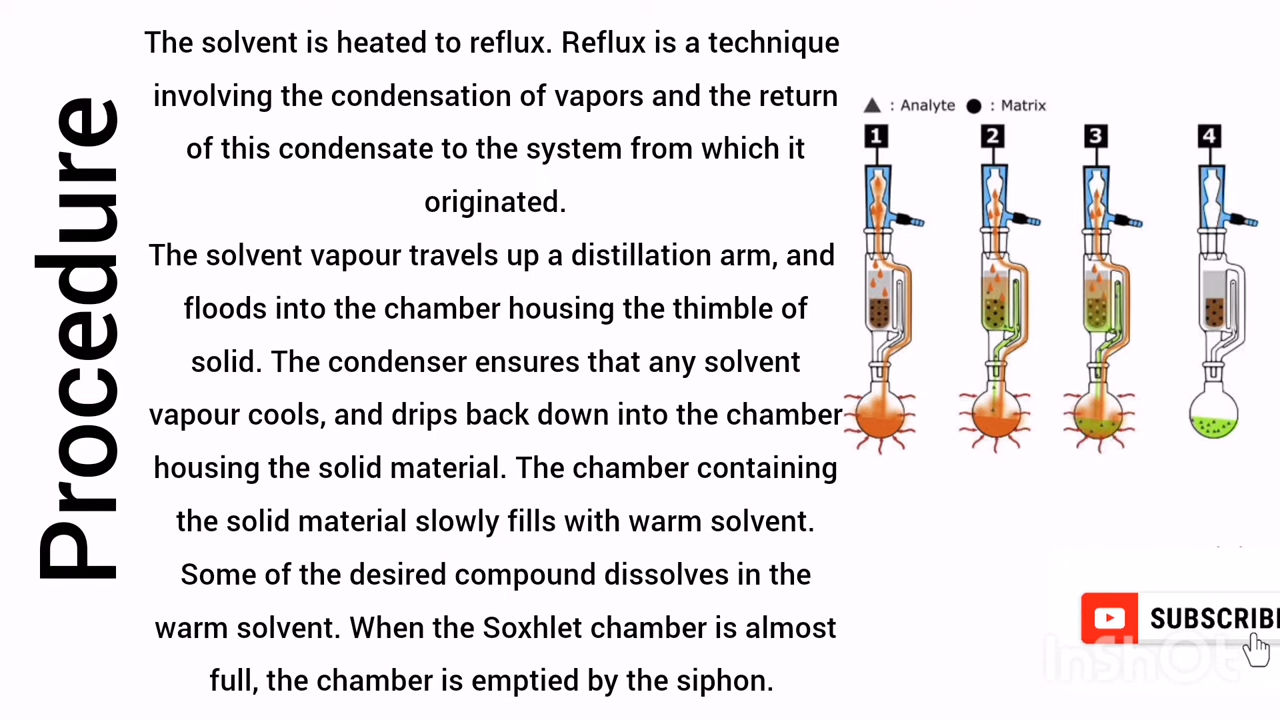 Procedure
The solvent is heated to reflux. Reflux is a technique
involving the condensation of vapors and the return
of this condensate to the system from which it
originated.
The solvent vapour travels up a distillation arm, and
floods into the chamber housing the thimble of
solid. The condenser ensures that any solvent
vapour cools, and drips back down into the chamber
housing the solid material. The chamber containing
the solid material slowly fills with warm solvent.
Some of the desired compound dissolves in the
warm solvent. When the Soxhlet chamber is almost
full, the chamber is emptied by the siphon.
: Analyte : Matrix
1 2 3 4
SUBSCRIBE
InShOt